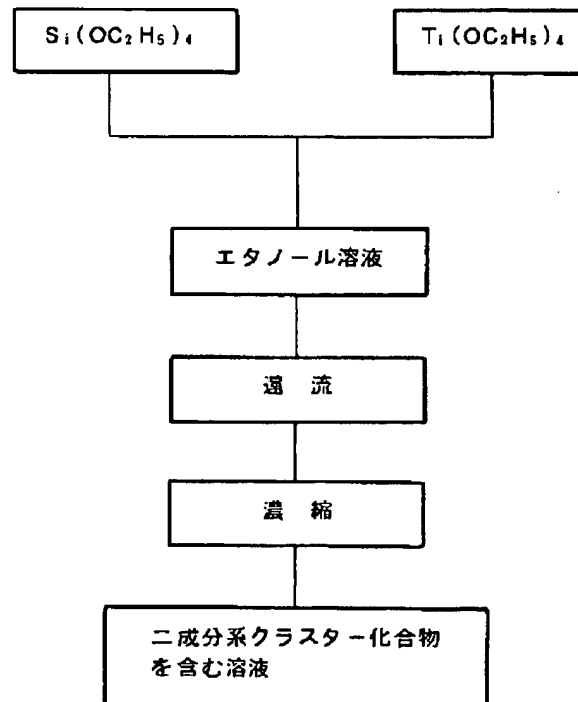 Si(OC₂H₅)₄
Ti(OC₂H₅)₄
エタノール溶液
還 流
濃 縮
二成分系クラスター化合物
を含む溶液